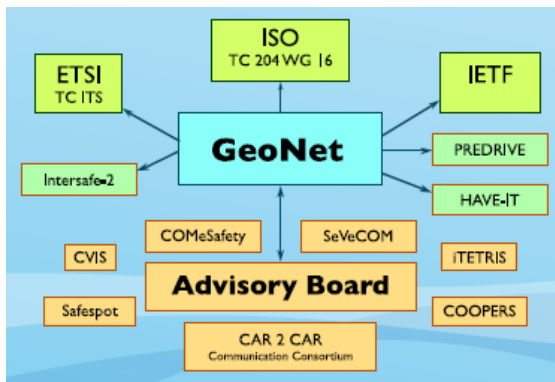 ISO
TC 204 WG 16
ETSI
TC ITS
IETF
GeoNet
PREDRIVE
Intersafe-2
HAVE-IT
COMeSafety
SeVeCOM
CVIS
iTETRIS
Advisory Board
Safespot
COOPERS
CAR 2 CAR
Communication Consortium